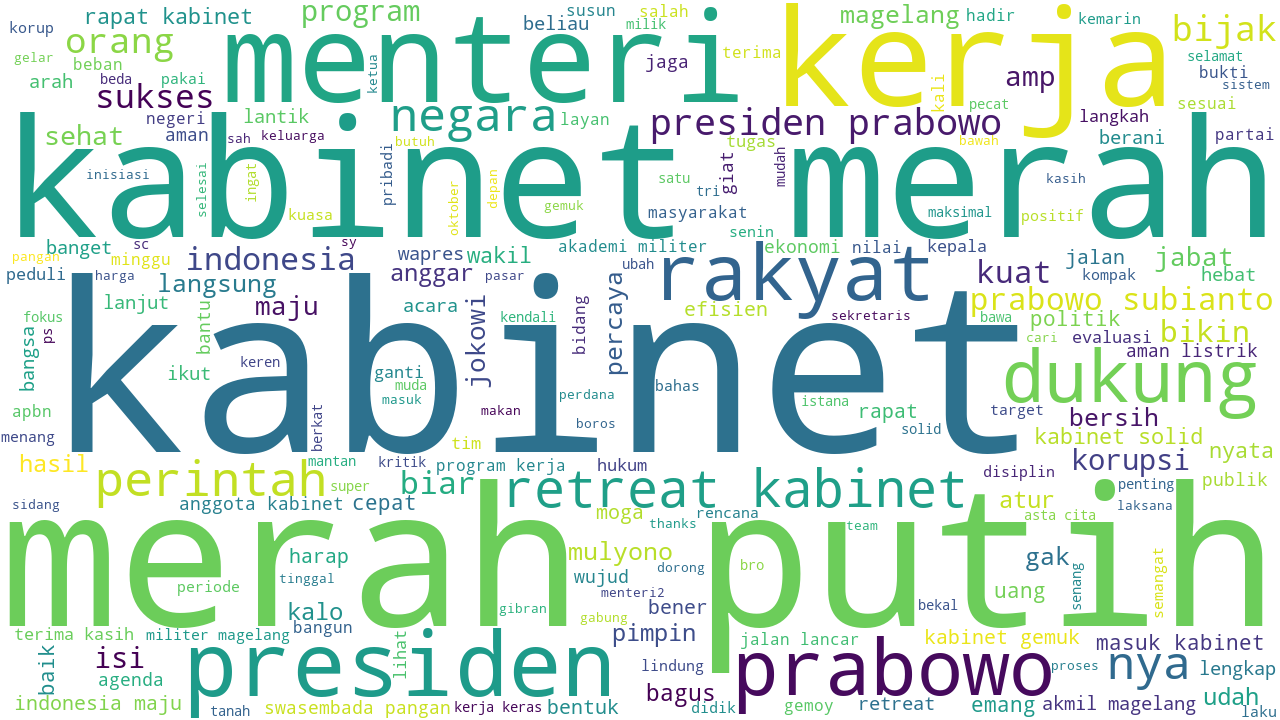 rapat kabinet
program
susun
salah
magelang
hadir
kemarin
bijak
korup
orang
menteri
beliau
milik
kerja
gelar
beban
ketua
jaga
terima
selamat
arah
beda
pakai
amp
bukti
sistem
sukses
negara
kali
pecat
sesuai
negeri
lantik
layan
presiden prabowo
langkah
sehat
aman
sah
keluarga
butuh
tugas
bawah
berani
partai
kabinet merah
inisiasi
selesai
ingat
pribadi
depan
satu
giat
mudah
kasih
kuasa
oktober
gemuk
masyarakat
tri
maksimal
positif
senin
banget
sc
sy
wapres
wakil
akademi militer
ekonomi
nilai
kepala
jalan
jabat
pangan
minggu
indonesia
anggar
pasar
ubah
rakyat
kuat
kompak
hebat
peduli
harga
langsung
lanjut
maju
acara
jokowi
kendali
bidang
percaya
efisien
sekretaris
bawa
prabowo subianto
politik
bikin
fokus
ps
bantu
cari
evaluasi
aman listrik
bangsa
keren
kabinet
dukung
ikut
ganti
muda
masuk
perdana
bahas
istana
rapat
target
bersih
apbn
makan
boros
solid
menang
berkat
tim
kabinet solid
nyata
hasil
mantan
kritik
program kerja
hukum
disiplin
korupsi
perintah
super
biar
retreat kabinet
penting
publik
sidang
anggota kabinet
cepat
moga
rencana
atur
laksana
merah putih
thanks
team
asta cita
harap
mulyono
gak
tinggal
wujud
dorong
bro
periode
menteri2
uang
senang
semangat
kalo
gibran
gabung
bener
bekal
terima kasih
militer magelang
bangun
pimpin
jalan lancar
kabinet gemuk
masuk kabinet
baik
isi
presiden
lihat
lindung
prabowo
nya
proses
lengkap
agenda
bagus
indonesia maju
tanah
swasembada pangan
kerja keras
bentuk
didik
gemoy
retreat
emang
akmil magelang
udah
laku